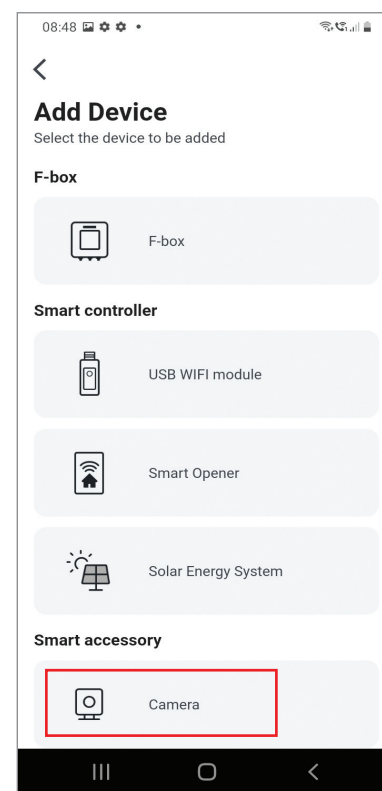 08:48
Add Device
Select the device to be added
F-box
F-box
Smart controller
USB WIFI module
Smart Opener
Solar Energy System
Smart accessory
Camera